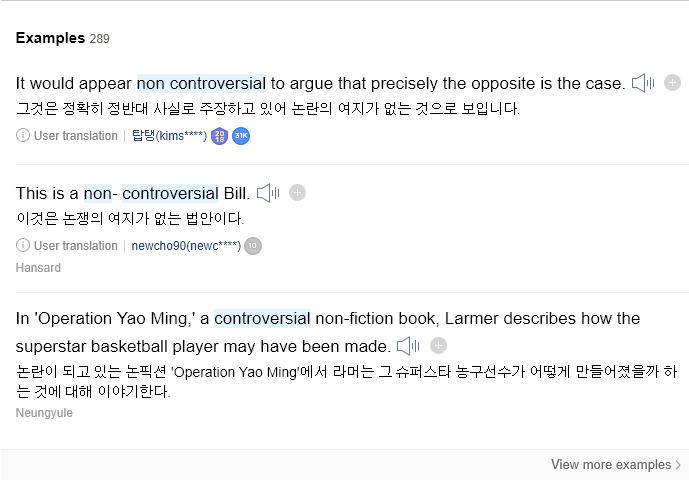 Examples 289
It would appear non controversial to argue that precisely the opposite is the case.
그것은 정확히 정반대 사실로 주장하고 있어 논란의 여지가 없는 것으로 보입니다.
User translation | 탑탱(kims****) 2018 31K
This is a non- controversial Bill.
이것은 논쟁의 여지가 없는 법안이다.
User translation | newcho90(newc****) 10
Hansard
In 'Operation Yao Ming,' a controversial non-fiction book, Larmer describes how the
superstar basketball player may have been made.
논란이 되고 있는 논픽션 'Operation Yao Ming'에서 라머는 그 슈퍼스타 농구선수가 어떻게 만들어졌을까 하
는 것에 대해 이야기한다.
Neungyule
View more examples